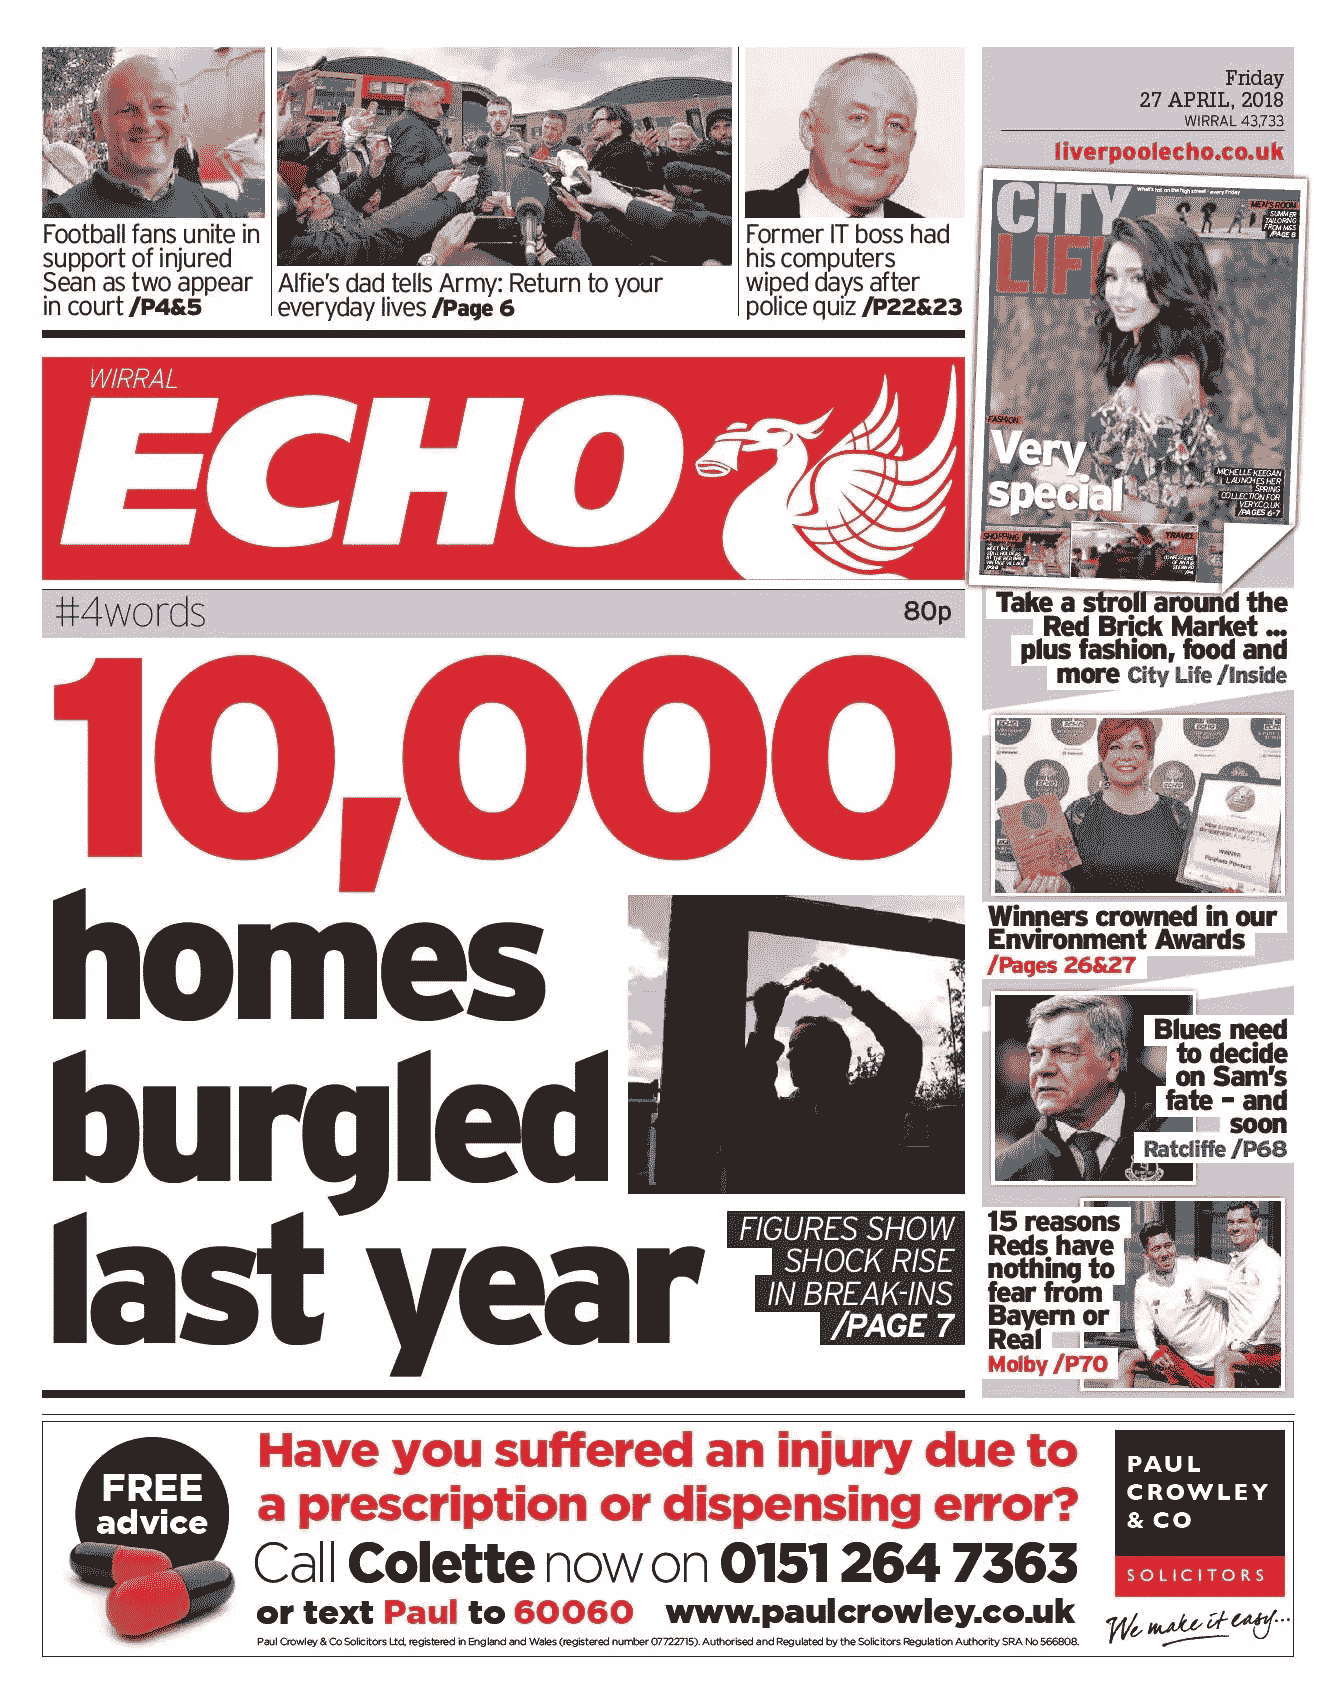 Football fans unite in
support of injured
Sean as two appear
in court /P4&5
Alfie's dad tells Army: Return to your
everyday lives /Page 6
Former IT boss had
his computers
wiped days after
police quiz /P22&23
Friday
27 APRIL, 2018
WIRRAL 43,733
liverpoolecho.co.uk
CITY
LIF
What's hot on the high street - every Friday
MEN'S ROOM
SUMMER
TAILORING
FROM M&S
/PAGE 8
FASHION
Very
special
MICHELLE KEEGAN
LAUNCHES HER
SPRING
COLLECTION FOR
VERY.CO.UK
/PAGES 6-7
SHOPPING
TRAVEL
WIRRAL
ECHO
#4words
80p
Take a stroll around the
Red Brick Market ...
plus fashion, food and
more City Life /Inside
10,000
homes
burgled
last year
FIGURES SHOW
SHOCK RISE
IN BREAK-INS
/PAGE 7
Winners crowned in our
Environment Awards
/Pages 26&27
Blues need
to decide
on Sam's
fate – and
soon
Ratcliffe /P68
15 reasons
Reds have
nothing to
fear from
Bayern or
Real
Molby /P70
FREE
advice
Have you suffered an injury due to
a prescription or dispensing error?
Call Colette now on 0151 264 7363
or text Paul to 60060 www.paulcrowley.co.uk
Paul Crowley & Co Solicitors Ltd, registered in England and Wales (registered number 07722715). Authorised and Regulated by the Solicitors Regulation Authority SRA No 566808.
PAUL
CROWLEY
& CO
SOLICITORS
We make it easy...